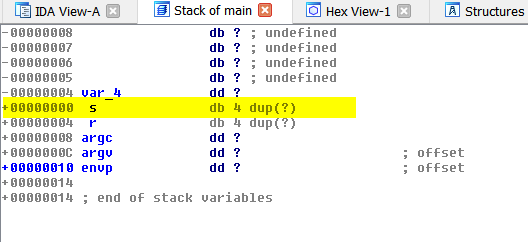 IDA View-A Stack of main Hex View-1 Structures
-00000008 db ? ; undefined
-00000007 db ? ; undefined
-00000006 db ? ; undefined
-00000005 db ? ; undefined
-00000004 var_4 dd ?
+00000000 s db 4 dup(?)
+00000004 r db 4 dup(?)
+00000008 argc dd ?
+0000000C argv dd ? ; offset
+00000010 envp dd ? ; offset
+00000014
+00000014 ; end of stack variables